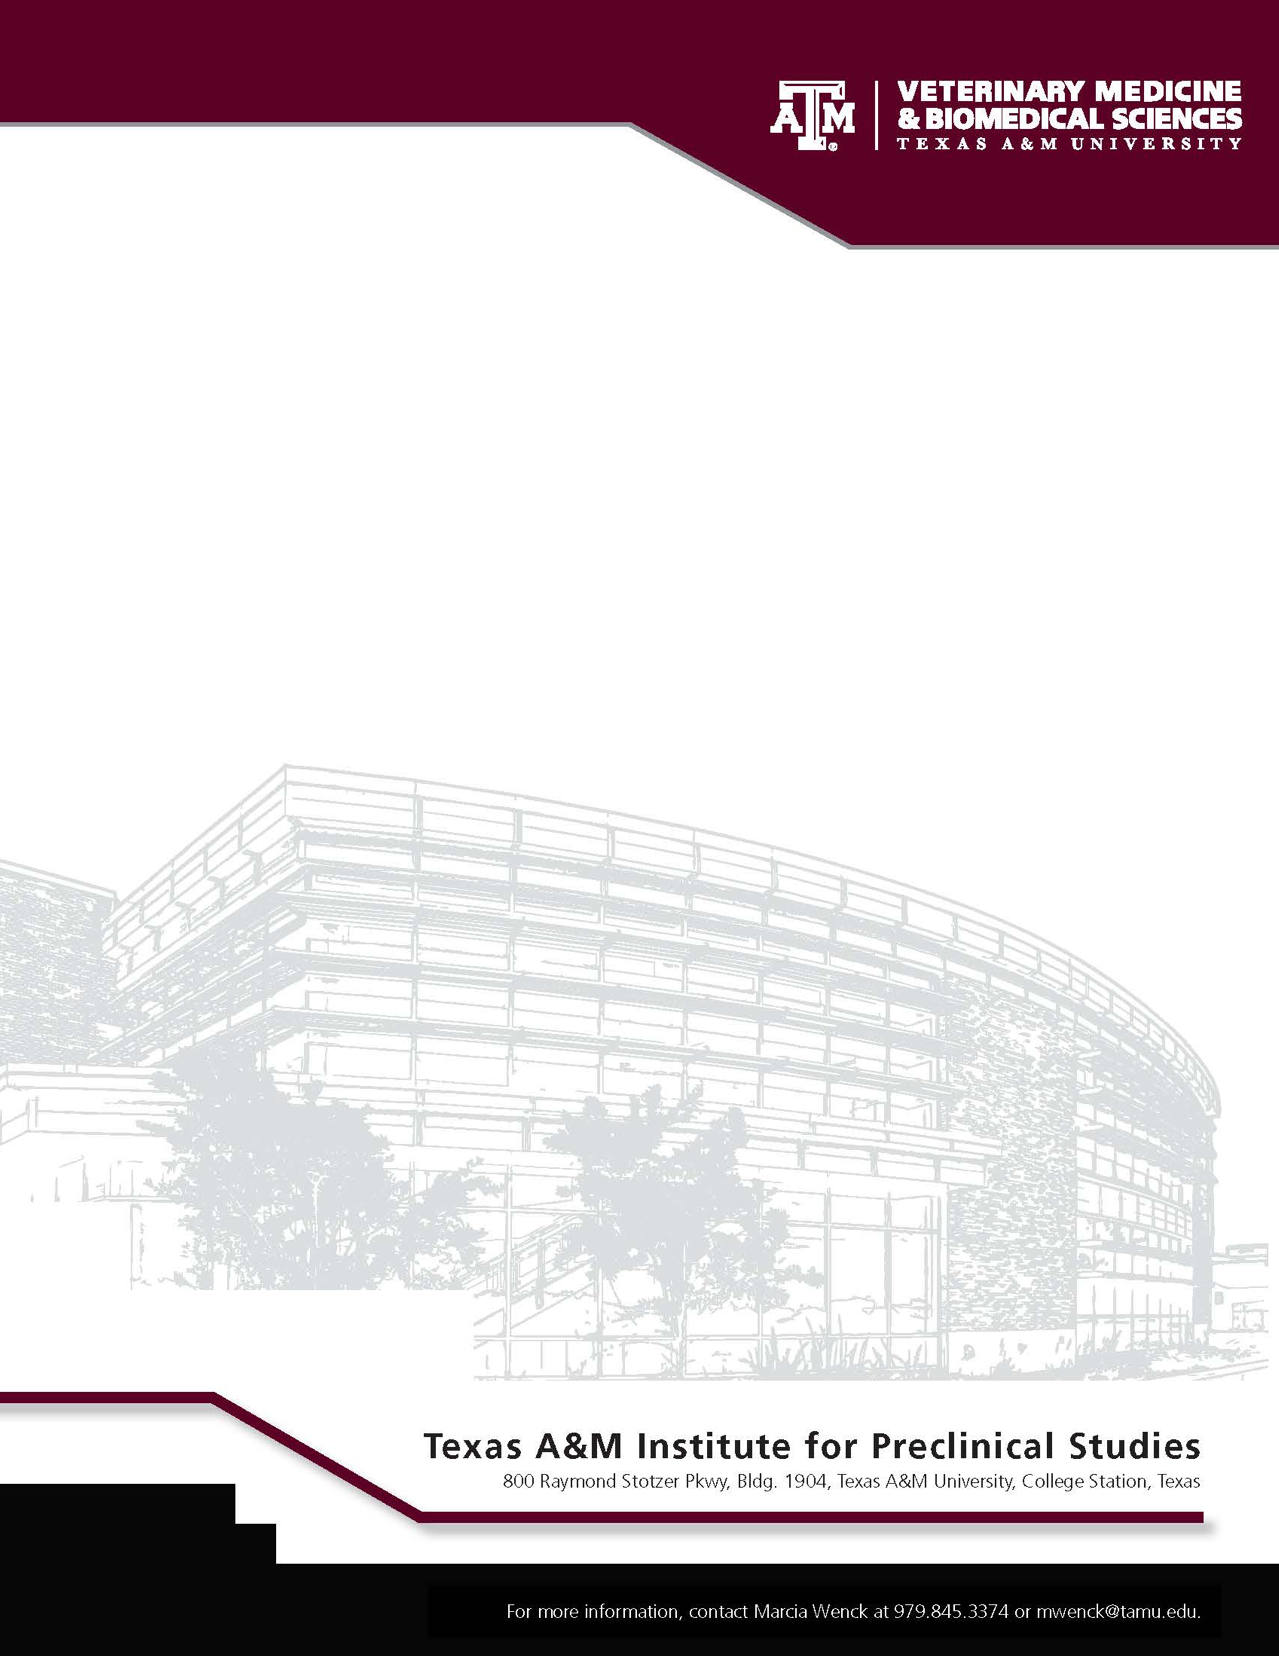 VETERINARY MEDICINE
& BIOMEDICAL SCIENCES
TEXAS A&M UNIVERSITY
ATM
Texas A&M Institute for Preclinical Studies
800 Raymond Stotzer Pkwy, Bldg. 1904, Texas A&M University, College Station, Texas
For more information, contact Marcia Wenck at 979.845.3374 or mwenck@tamu.edu.